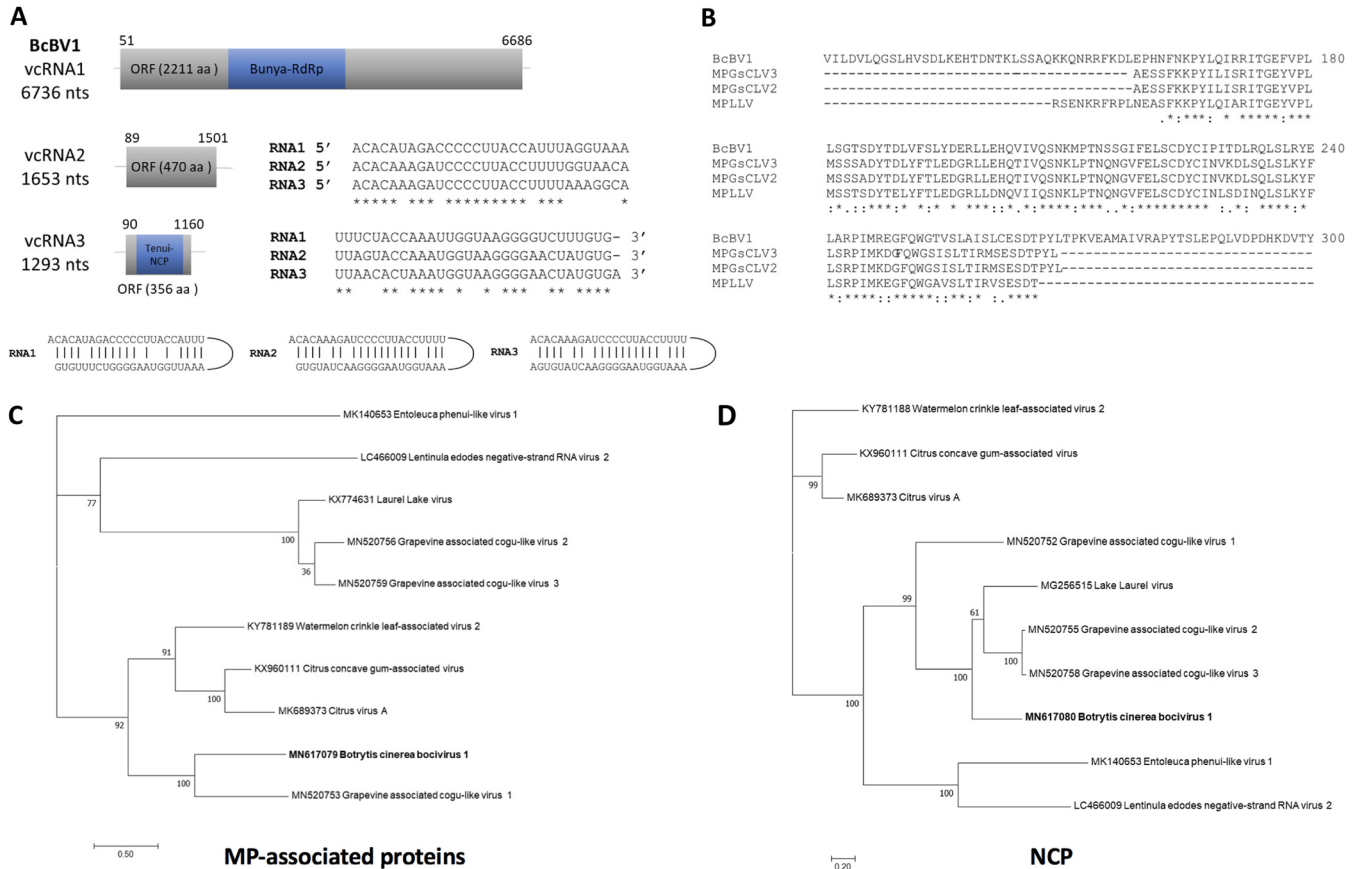 A
BcBV1
vcRNA1
6736 nts
51
6686
ORF (2211 aa )
Bunya-RdRp
vcRNA2
1653 nts
89
1501
ORF (470 aa )
RNA1 5′ ACACAUAGACCCCCUUACCAUUUAGGUAAA
RNA2 5′ ACACAAAGAUCCCCUUACCUUUUGGUAACA
RNA3 5′ ACACAAAGAUCCCCUUACCUUUUAAAGGCA
***** *** ********* *** *
vcRNA3
1293 nts
90
1160
Tenui-
NCP
ORF (356 aa )
RNA1 UUUCUACCAAAUUGGUAAGGGGUCUUUGUG- 3′
RNA2 UUAGUACCAAAUUGGUAAGGGGAACUAUGUG- 3′
RNA3 UUAACACUAAAUGGUAAGGGGAACUAUGUGA 3′
** ** **** * ***** * ****
RNA1
ACACAUAGACCCCCUUACCAUUU
GUGUUUCUGGGGAAUGGUUAAA
RNA2
ACACAAAGAUCCCCUUACCUUUU
GUGUAUCAAGGGGAAUGGUAAA
RNA3
ACACAAAGAUCCCCUUACCUUUU
AGUGUAUCAAGGGGAAUGGUAAA
B
BcBV1 VILDVLQGSLHVSDLKEHTDNTKLSSAQKKQNRRFKDLEPHNFNKPYLQIRRITGEFVPL 180
MPGsCLV3 --------------------------------------AESSFKKPYILISRITGEYVPL
MPGsCLV2 --------------------------------------AESSFKKPYILISRITGEYVPL
MPLLV ----------------------------RSENKRFRPLNEASFKKPYLQIARITGEYVPL
.*:***: * *****:***
BcBV1 LSGTSDYTDLVFSLYDERLLEHQVIVQSNKMPTNSSGIFELSCDYCIPITDLRQLSLRYE 240
MPGsCLV3 MSSSADYTELYFTLEDGRLLEHQVIVQSNKLPTNQNGVFELSCDYCINVKDLRQLSLKYF
MPGsCLV2 MSSSADYTELYFTLEDGRLLEHQVIVQSNKLPTNQNGVFELSCDYCINVKDLRQLSLKYF
MPLLV MSSTSDYTELYFTLEDGRLLDNQVIIQSNKLPTNQNGVFELSCDYCINLSDINQLSLKYF
BcBV1 LARPIMREGFQWGTVSLAISLCESDTPYLTPKVEAMAIVRAPYTSLEPQLVDPDHKDVTY 300
MPGsCLV3 LSRPIMKDGFQWGSISLTIRMSESDTPYL-------------------------------
MPGsCLV2 LSRPIMKDGFQWGSISLTIRMSESDTPYL-------------------------------
MPLLV LSRPIMKEGFQWGAVSLTIRVSESDT----------------------------------
*:****::*****::**:* :.****
C
MK140653 Entoleuca phenui-like virus 1
LC466009 Lentinula edodes negative-strand RNA virus 2
77
KX774631 Laurel Lake virus
100
MN520756 Grapevine associated cogu-like virus 2
36
MN520759 Grapevine associated cogu-like virus 3
KY781189 Watermelon crinkle leaf-associated virus 2
91
KX960111 Citrus concave gum-associated virus
100
MK689373 Citrus virus A
92
MN617079 Botrytis cinerea bocivirus 1
100
MN520753 Grapevine associated cogu-like virus 1
0.50
MP-associated proteins
D
KY781188 Watermelon crinkle leaf-associated virus 2
KX960111 Citrus concave gum-associated virus
99
MK689373 Citrus virus A
MN520752 Grapevine associated cogu-like virus 1
99
MG256515 Lake Laurel virus
61
MN520755 Grapevine associated cogu-like virus 2
100
MN520758 Grapevine associated cogu-like virus 3
100
MN617080 Botrytis cinerea bocivirus 1
100
MK140653 Entoleuca phenui-like virus 1
100
LC466009 Lentinula edodes negative-strand RNA virus 2
0.20
NCP